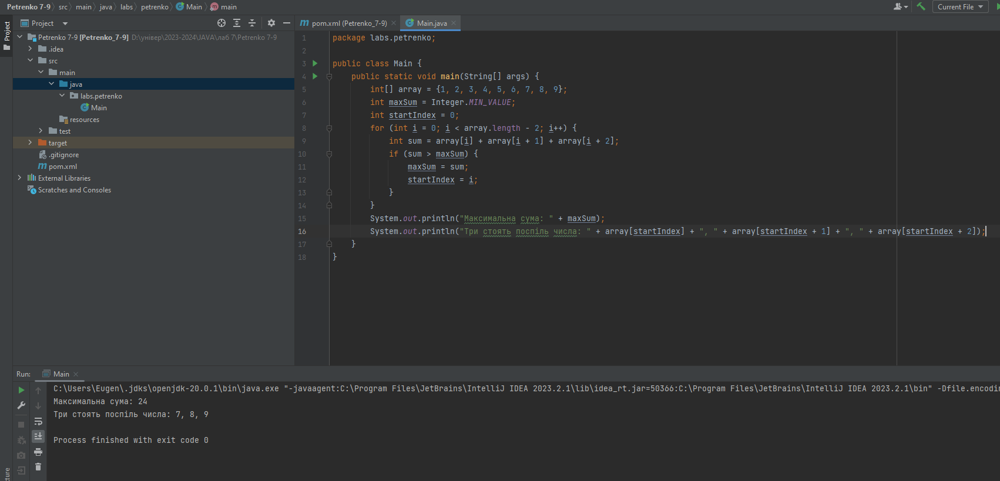 Petrenko 7-9 src main java labs petrenko Main main
Current File
Project
Project
Petrenko 7-9 [Petrenko_7-9] D:\універ\2023-2024\JAVA\лаб 7\Petrenko 7-9
.idea
src
main
java
labs.petrenko
Main
resources
test
target
.gitignore
pom.xml
External Libraries
Scratches and Consoles
pom.xml (Petrenko_7-9)
Main.java
1 package labs.petrenko;
2
3 public class Main {
4 public static void main(String[] args) {
5 int[] array = {1, 2, 3, 4, 5, 6, 7, 8, 9};
6 int maxSum = Integer.MIN_VALUE;
7 int startIndex = 0;
8 for (int i = 0; i < array.length - 2; i++) {
9 int sum = array[i] + array[i + 1] + array[i + 2];
10 if (sum > maxSum) {
11 maxSum = sum;
12 startIndex = i;
13 }
14 }
15 System.out.println("Максимальна сума: " + maxSum);
16 System.out.println("Три стоять поспіль числа: " + array[startIndex] + ", " + array[startIndex + 1] + ", " + array[startIndex + 2]);
17 }
18 }
Run: Main
C:\Users\Eugen\.jdks\openjdk-20.0.1\bin\java.exe "-javaagent:C:\Program Files\JetBrains\IntelliJ IDEA 2023.2.1\lib\idea_rt.jar=50366:C:\Program Files\JetBrains\IntelliJ IDEA 2023.2.1\bin" -Dfile.encodin
Максимальна сума: 24
Три стоять поспіль числа: 7, 8, 9
Process finished with exit code 0